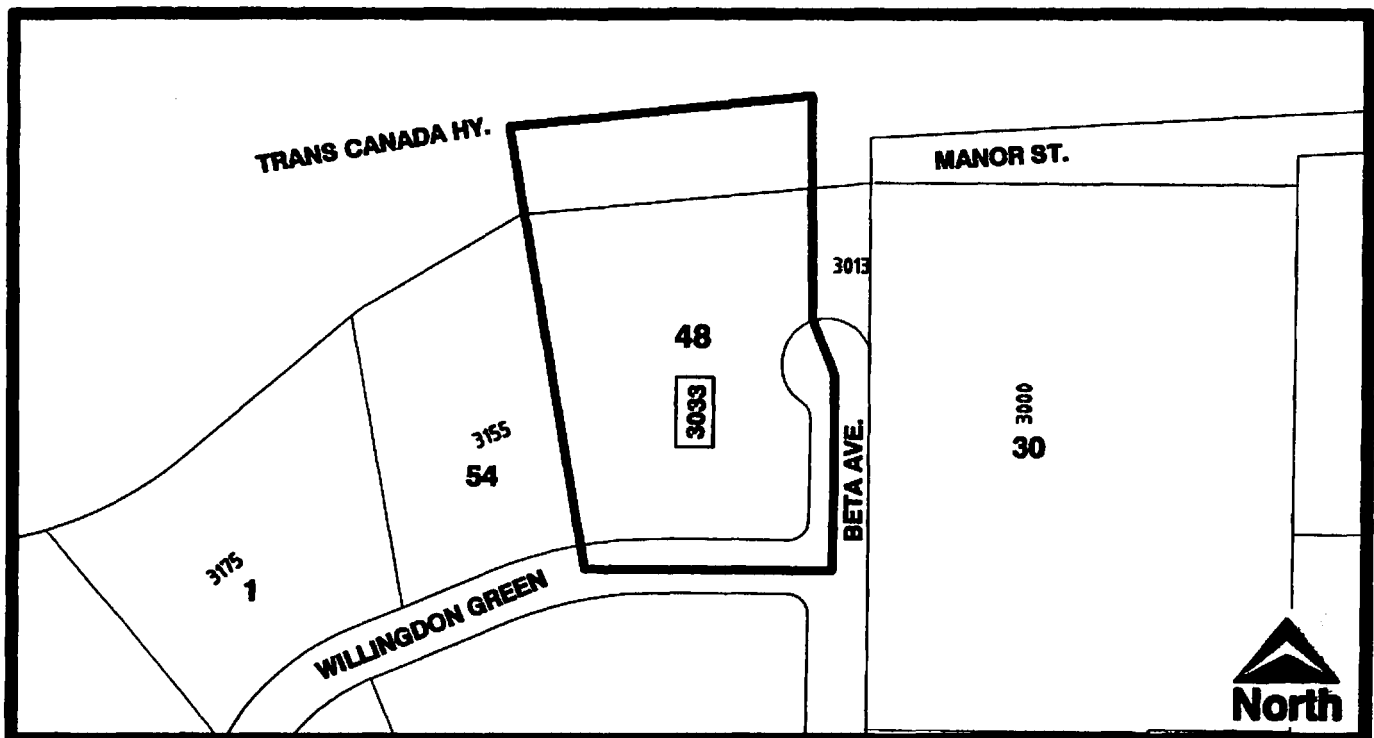 TRANS CANADA HY.
MANOR ST.
3013
48
3033
3155
54
3000
30
BETA AVE.
3175
1
WILLINGDON GREEN
North